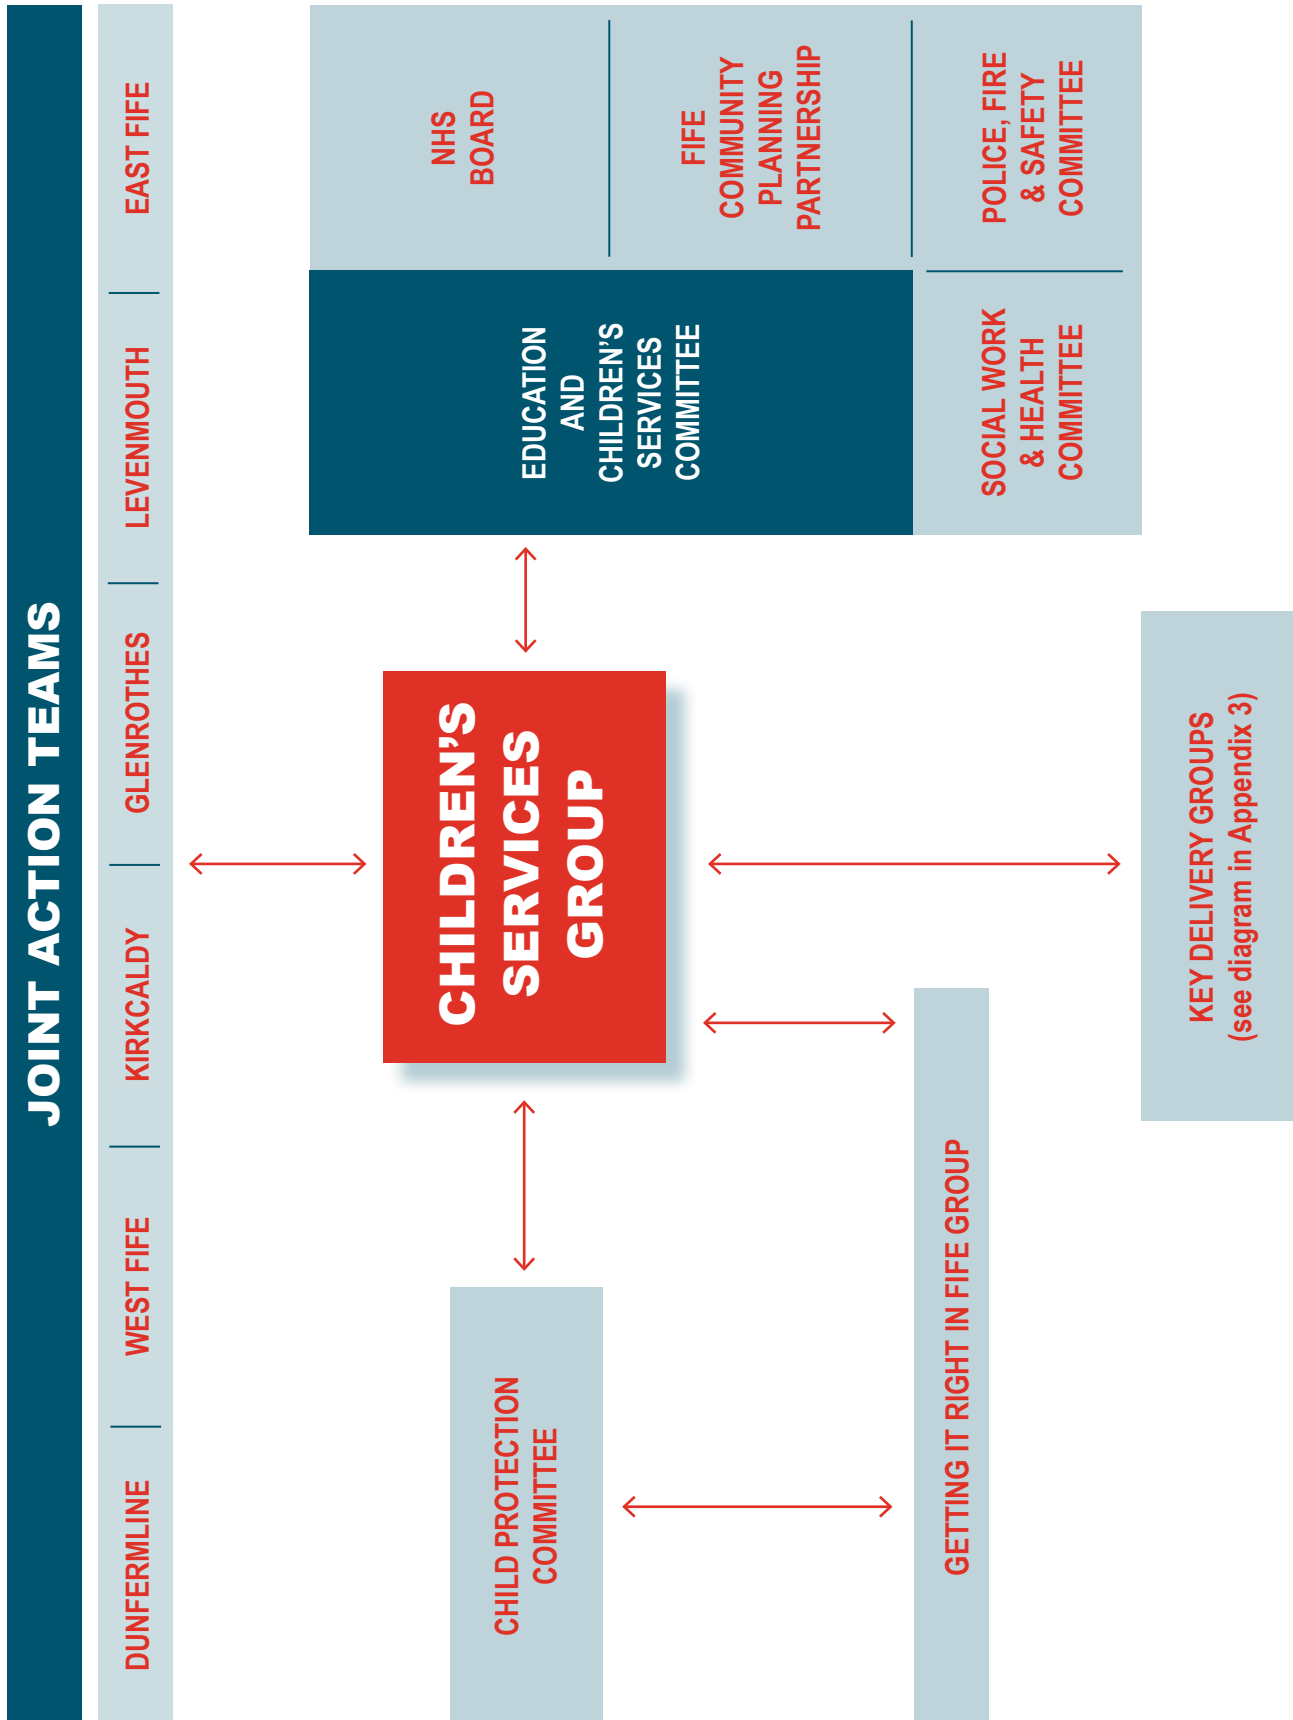 JOINT ACTION TEAMS
DUNFERMLINE
WEST FIFE
KIRKCALDY
GLENROTHES
LEVENMOUTH
EAST FIFE
CHILD PROTECTION
COMMITTEE
CHILDREN'S
SERVICES
GROUP
EDUCATION
AND
CHILDREN'S
SERVICES
COMMITTEE
NHS
BOARD
FIFE
COMMUNITY
PLANNING
PARTNERSHIP
SOCIAL WORK
& HEALTH
COMMITTEE
POLICE, FIRE
& SAFETY
COMMITTEE
GETTING IT RIGHT IN FIFE GROUP
KEY DELIVERY GROUPS
(see diagram in Appendix 3)